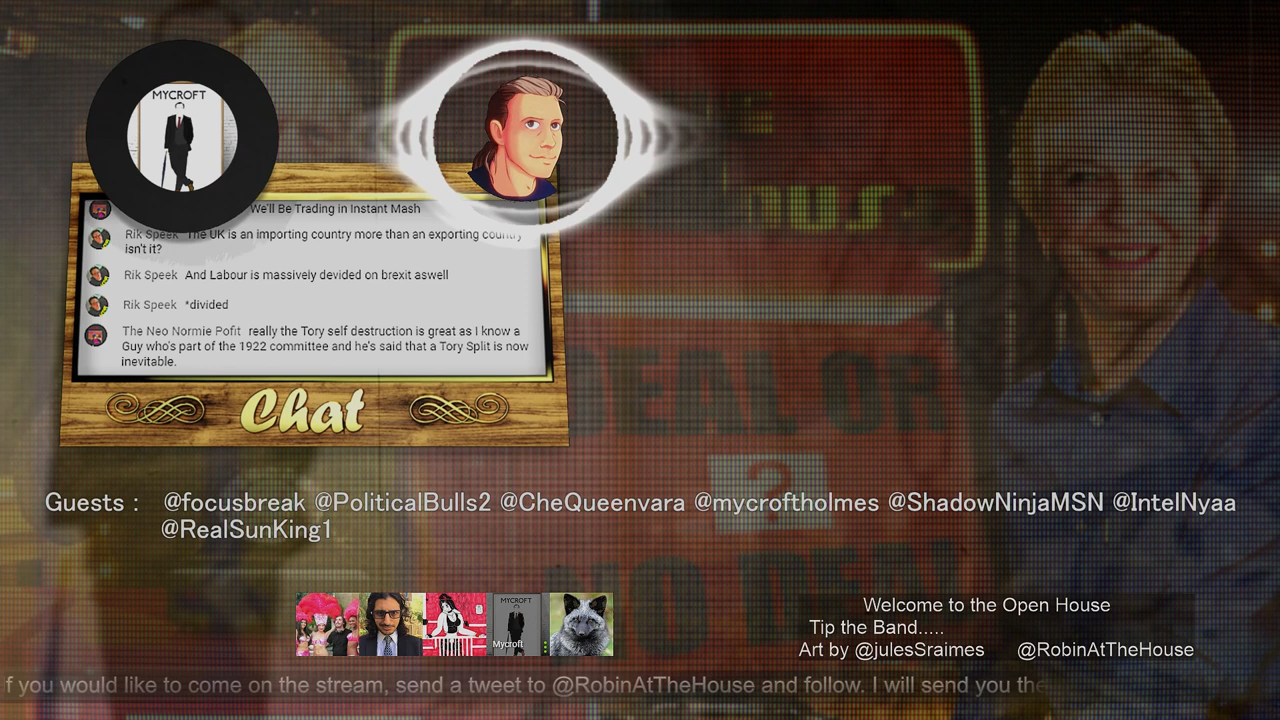 MYCROFT
We'll Be Trading in Instant Mash
Rik Speek The UK is an importing country more than an exporting country
isn't it?
Rik Speek And Labour is massively devided on brexit aswell
Rik Speek *divided
The Neo Normie Pofit really the Tory self destruction is great as I know a
Guy who's part of the 1922 committee and he's said that a Tory Split is now
inevitable.
Chat
DEAL OR
?
NO DEAL
Guests : @focusbreak @PoliticalBulls2 @CheQueenvara @mycroftholmes @ShadowNinjaMSN @IntelNyaa
@RealSunKing1
MYCROFT
Mycroft
Welcome to the Open House
Tip the Band.....
Art by @julesSraimes @RobinAtTheHouse
f you would like to come on the stream, send a tweet to @RobinAtTheHouse and follow. I will send you the